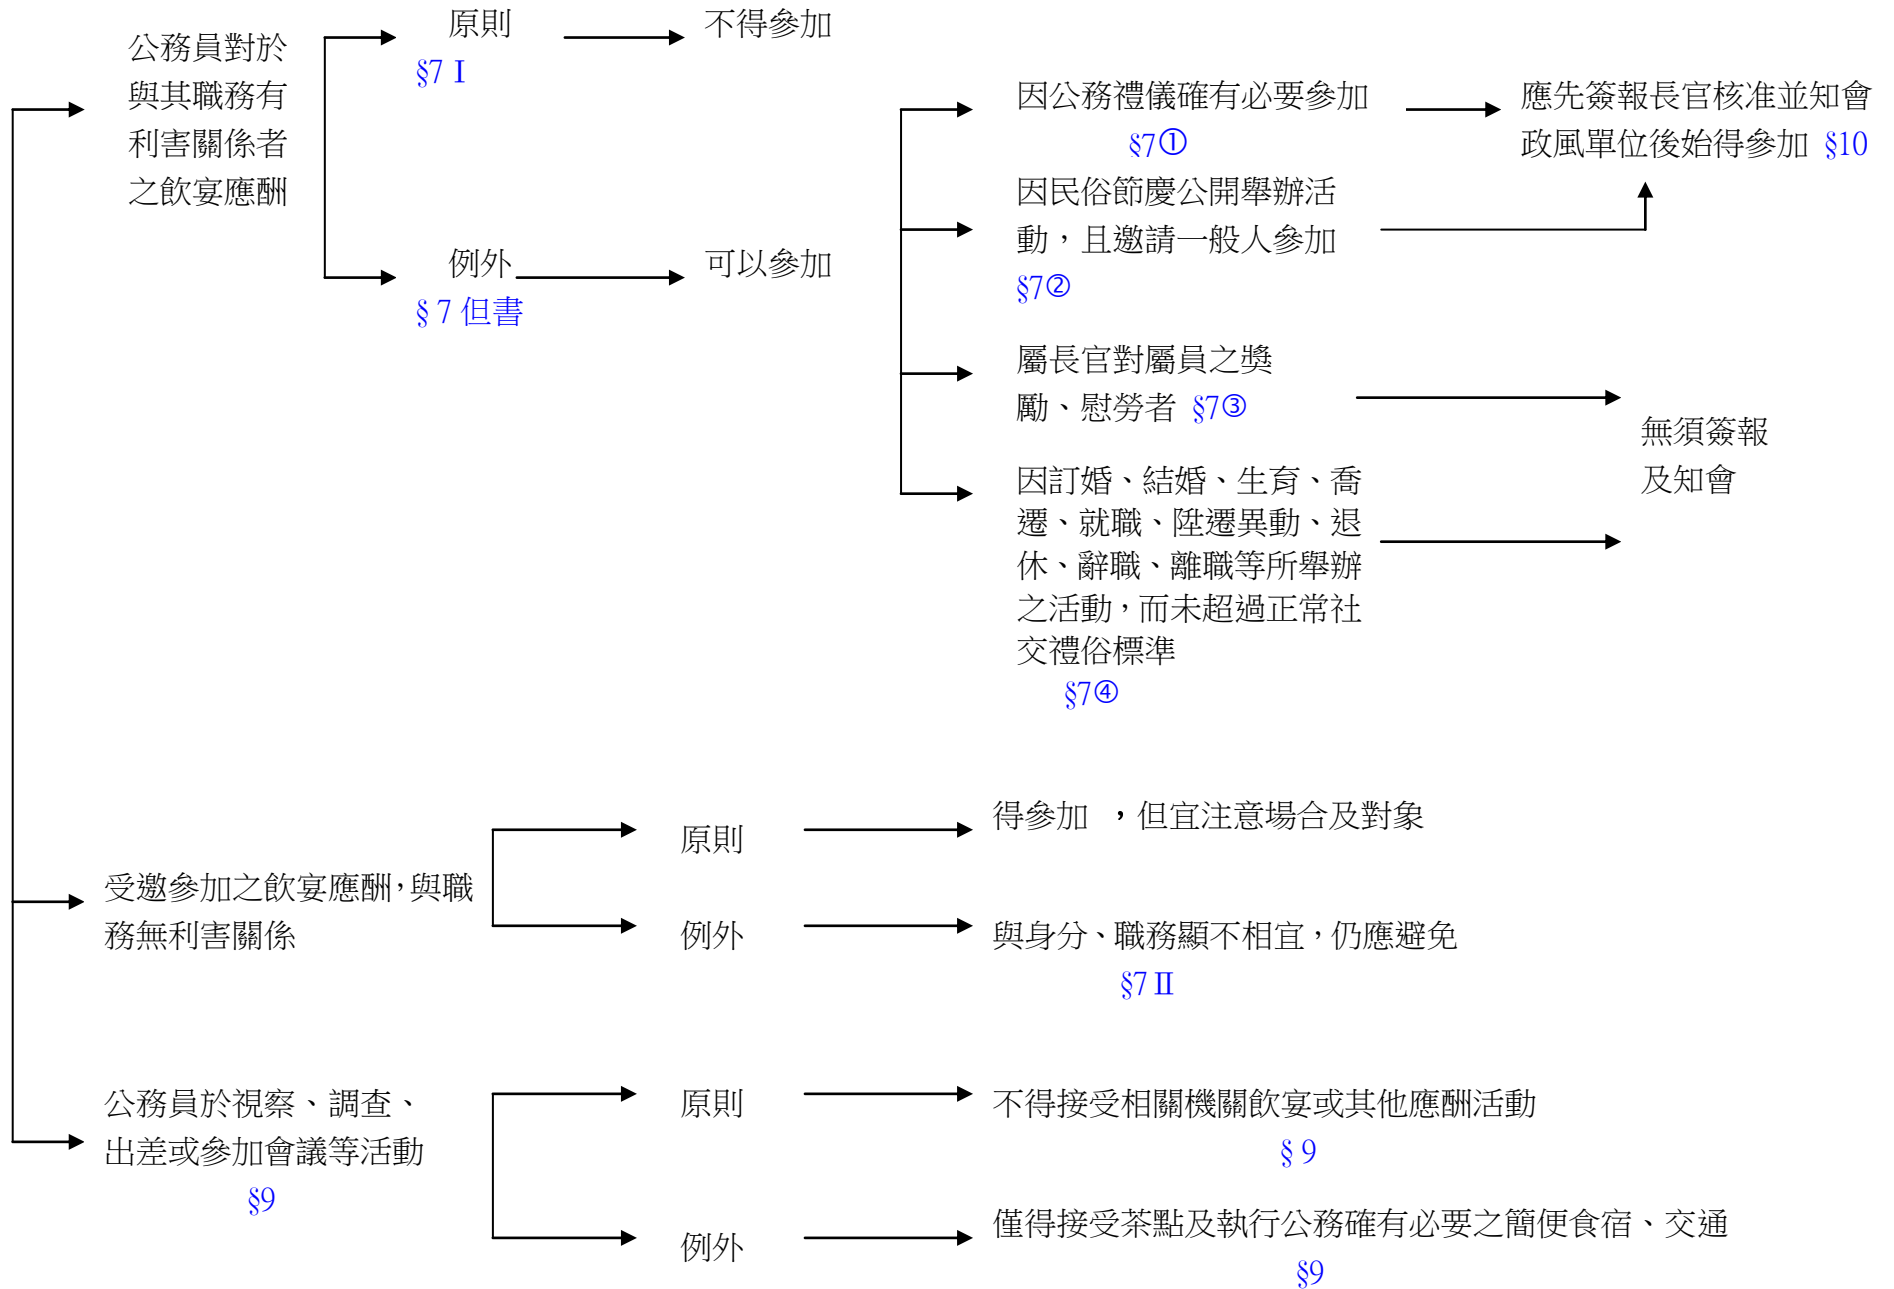 公務員對於
與其職務有
利害關係者
之飲宴應酬
原則
§7 I
不得參加
例外
§ 7 但書
可以參加
因公務禮儀確有必要參加
§7①
應先簽報長官核准並知會
政風單位後始得參加 §10
因民俗節慶公開舉辦活
動，且邀請一般人參加
§7②
屬長官對屬員之獎
勵、慰勞者 §7③
因訂婚、結婚、生育、喬
遷、就職、陞遷異動、退
休、辭職、離職等所舉辦
之活動，而未超過正常社
交禮俗標準
§7④
無須簽報
及知會
受邀參加之飲宴應酬，與職
務無利害關係
原則
得參加 ，但宜注意場合及對象
例外
與身分、職務顯不相宜，仍應避免
§7 II
公務員於視察、調查、
出差或參加會議等活動
§9
原則
不得接受相關機關飲宴或其他應酬活動
§ 9
例外
僅得接受茶點及執行公務確有必要之簡便食宿、交通
§9